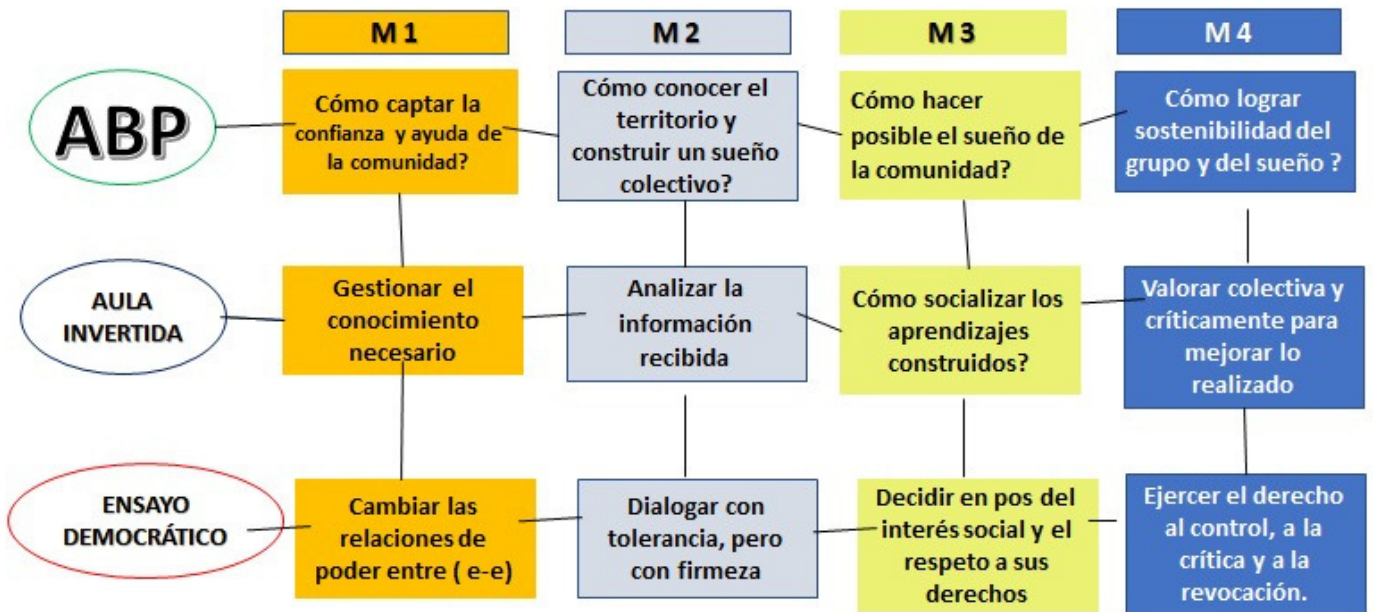 M 1
M 2
M 3
M 4
ABP
Cómo captar la
confianza y ayuda de
la comunidad?
Cómo conocer el
territorio y
construir un sueño
colectivo?
Cómo hacer
posible el sueño de
la comunidad?
Cómo lograr
sostenibilidad del
grupo y del sueño ?
AULA
INVERTIDA
Gestionar el
conocimiento
necesario
Analizar la
información
recibida
Cómo socializar los
aprendizajes
construidos?
Valorar colectiva y
críticamente para
mejorar lo
realizado
ENSAYO
DEMOCRÁTICO
Cambiar las
relaciones de
poder entre ( e-e)
Dialogar con
tolerancia, pero
con firmeza
Decidir en pos del
interés social y el
respeto a sus
derechos
Ejercer el derecho
al control, a la
crítica y a la
revocación.